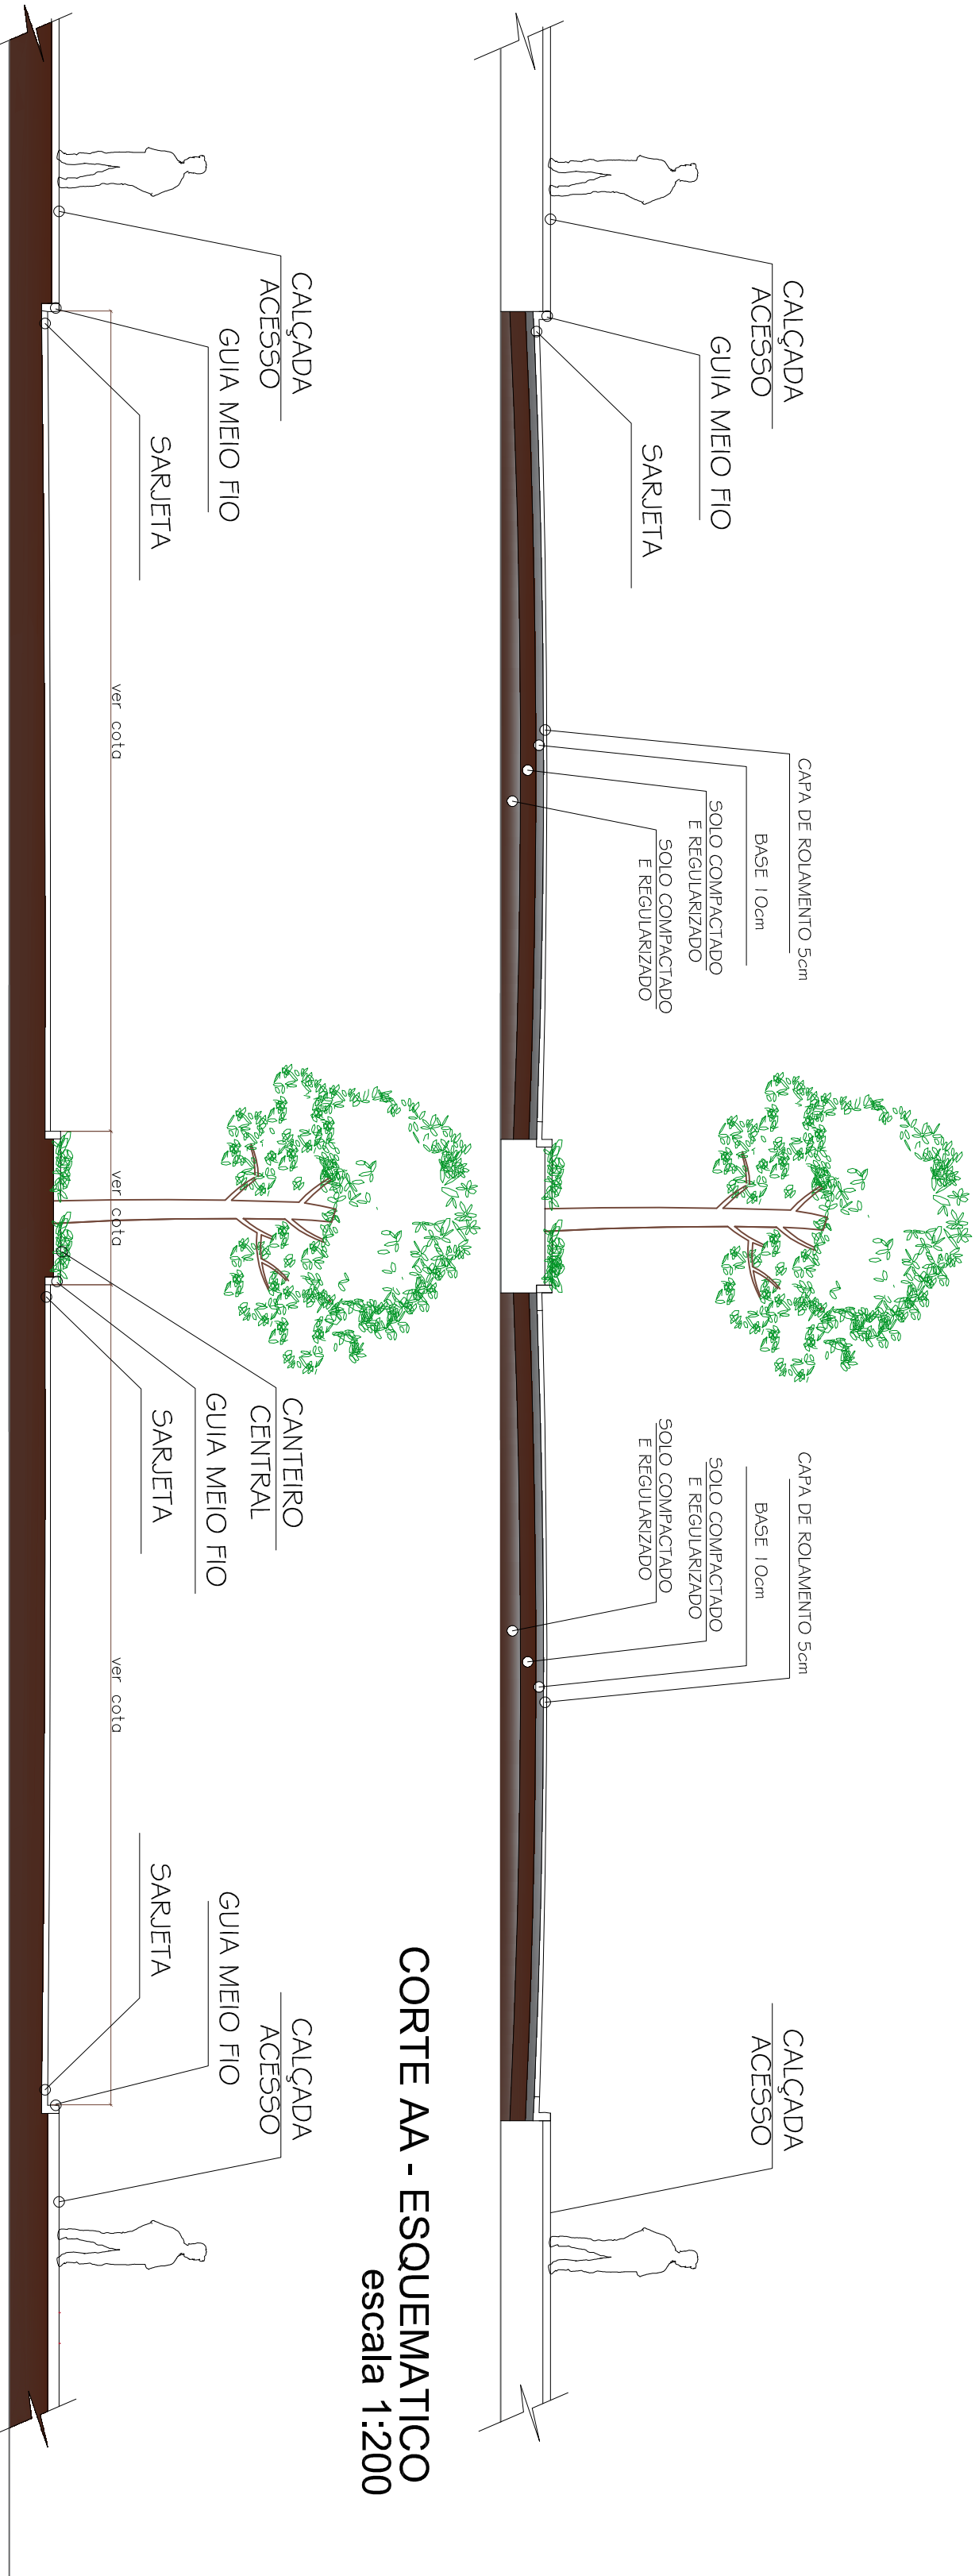 CALÇADA
ACESSO
GUIA MEIO FIO
SARJETA
CAPA DE ROLAMENTO 5cm
BASE 10cm
SOLO COMPACTADO
E REGULARIZADO
SOLO COMPACTADO
E REGULARIZADO
CAPA DE ROLAMENTO 5cm
BASE 10cm
SOLO COMPACTADO
E REGULARIZADO
SOLO COMPACTADO
E REGULARIZADO
CALÇADA
ACESSO
CORTE AA - ESQUEMATICO
escala 1:200
CALÇADA
ACESSO
GUIA MEIO FIO
SARJETA
ver cota
ver cota
CANTEIRO
CENTRAL
GUIA MEIO FIO
SARJETA
ver cota
SARJETA
GUIA MEIO FIO
CALÇADA
ACESSO